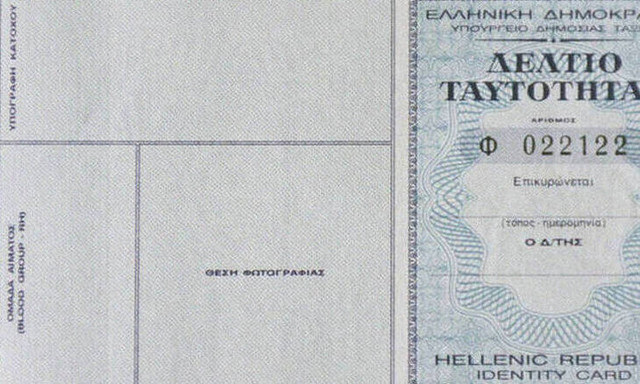 ΥΠΟΓΡΑΦΗ ΚΑΤΟΧΟΥ
ΟΜΑΔΑ ΑΙΜΑΤΟΣ
(BLOOD GROUP - RH)
ΘΕΣΗ ΦΩΤΟΓΡΑΦΙΑΣ
ΕΛΛΗΝΙΚΗ ΔΗΜΟΚΡΑ
ΥΠΟΥΡΓΕΙΟ ΔΗΜΟΣΙΑΣ ΤΑΞ
ΔΕΛΤΙΟ
ΤΑΥΤΟΤΗΤΑ
ΑΡΙΘΜΟΣ
Φ 022122
Επικυρώνεται
(τόπος - ημερομηνία)
Ο Δ/ΤΗΣ
HELLENIC REPUB
IDENTITY CARD